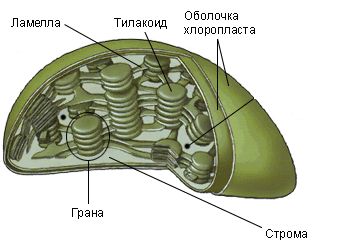 Ламелла
Тилакоид
Оболочка
хлоропласта
Грана
Строма